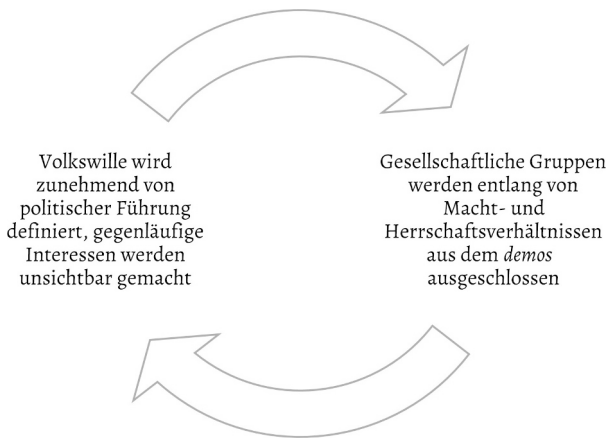 Volkswille wird
zunehmend von
politischer Führung
definiert, gegenläufige
Interessen werden
unsichtbar gemacht
Gesellschaftliche Gruppen
werden entlang von
Macht- und
Herrschaftsverhältnissen
aus dem demos
ausgeschlossen